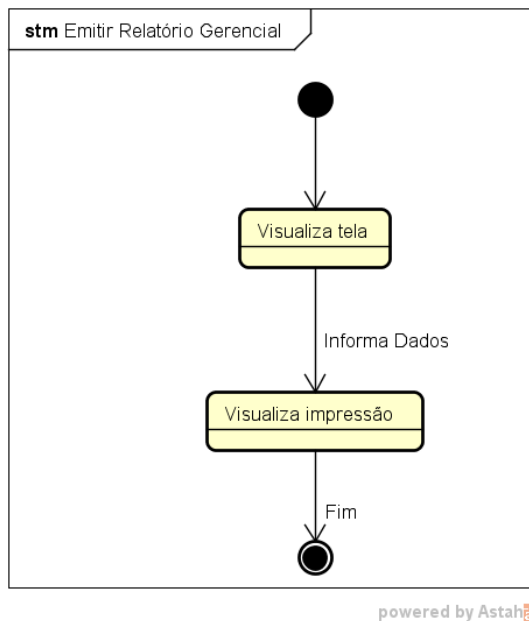 stm Emitir Relatório Gerencial
Visualiza tela
Informa Dados
Visualiza impressão
Fim
powered by Astah